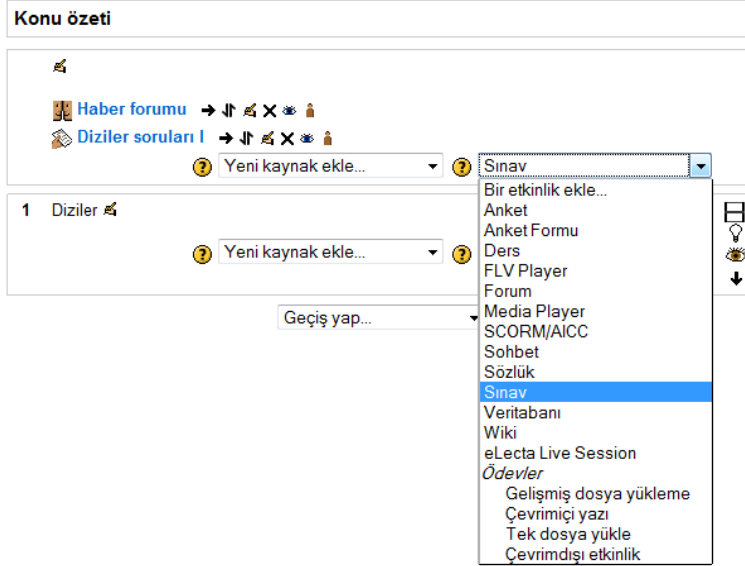 Konu özeti
Haber forumu
Diziler soruları I
Yeni kaynak ekle... Sınav
Bir etkinlik ekle...
Anket
Anket Formu
Ders
FLV Player
Forum
Media Player
SCORM/AICC
Sohbet
Sözlük
Sınav
Veritabanı
Wiki
eLecta Live Session
Ödevler
Gelişmiş dosya yükleme
Çevrimiçi yazı
Tek dosya yükle
Çevrimdışı etkinlik
1 Diziler
Yeni kaynak ekle...
Geçiş yap...